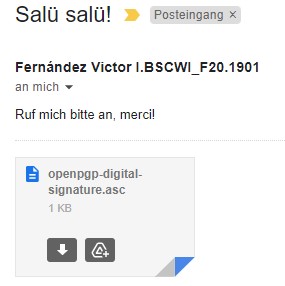 Salü salü! Posteingang ×
Fernández Victor I.BSCWI_F20.1901
an mich
Ruf mich bitte an, merci!
openpgp-digital-
signature.asc
1 KB